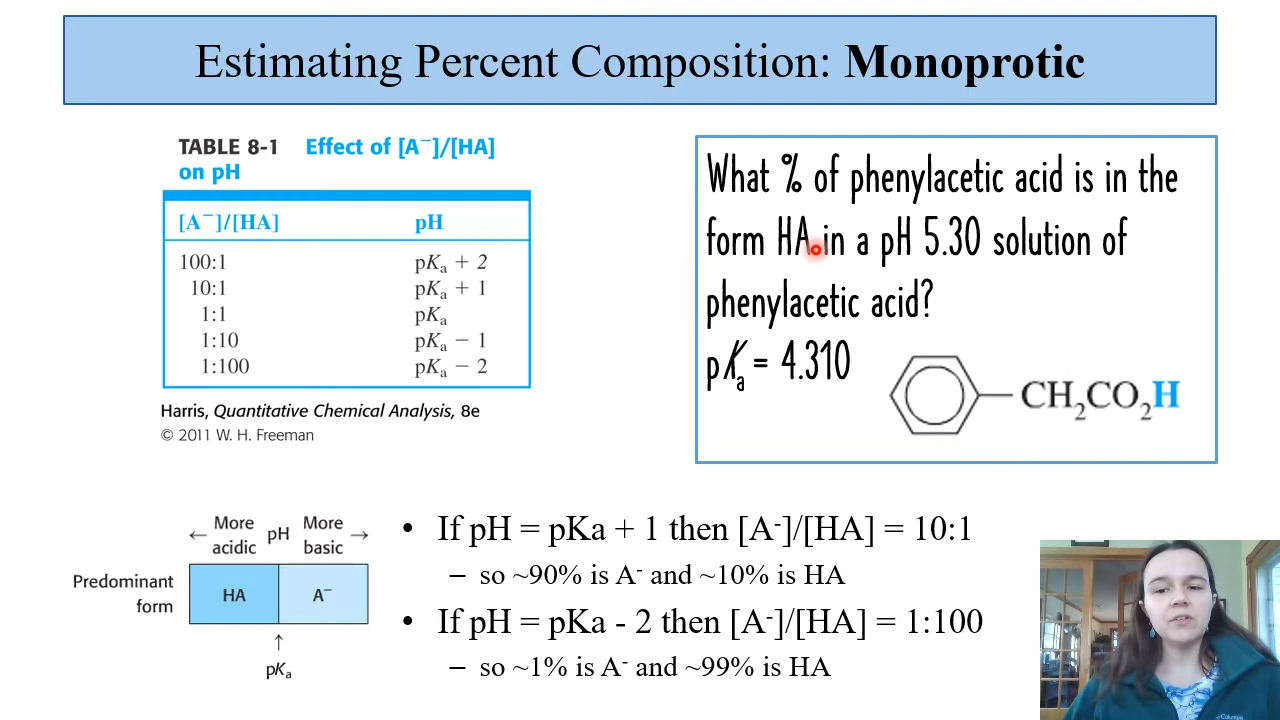 Estimating Percent Composition: Monoprotic
TABLE 8-1 Effect of [A⁻]/[HA]
on pH
[A⁻]/[HA] pH
100:1 pKₐ + 2
10:1 pKₐ + 1
1:1 pKₐ
1:10 pKₐ − 1
1:100 pKₐ − 2
Harris, Quantitative Chemical Analysis, 8e
© 2011 W. H. Freeman
What % of phenylacetic acid is in the
form HA in a pH 5.30 solution of
phenylacetic acid?
pKₐ = 4.310
CH₂CO₂H
← More acidic pH More basic →
Predominant form
HA A⁻
↑
pKₐ
• If pH = pKa + 1 then [A⁻]/[HA] = 10:1
– so ~90% is A⁻ and ~10% is HA
• If pH = pKa - 2 then [A⁻]/[HA] = 1:100
– so ~1% is A⁻ and ~99% is HA
Columbia